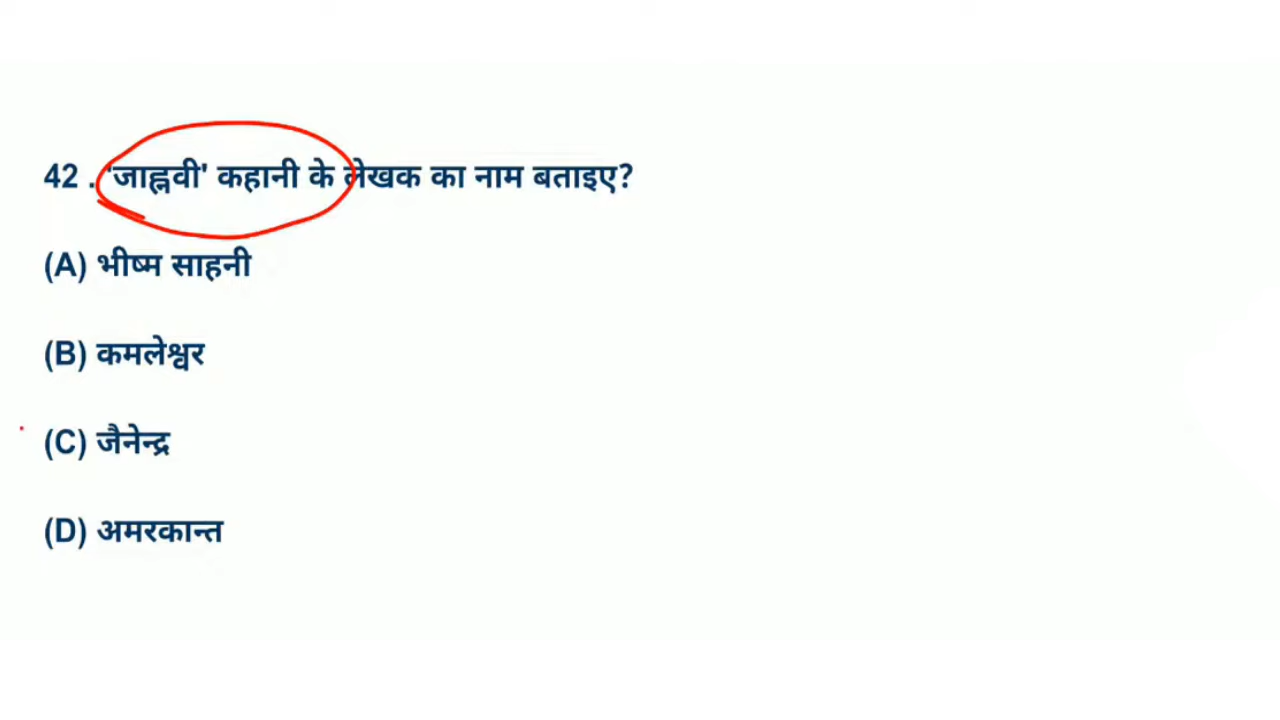 42 . 'जाह्नवी' कहानी के लेखक का नाम बताइए?
(A) भीष्म साहनी
(B) कमलेश्वर
(C) जैनेन्द्र
(D) अमरकान्त